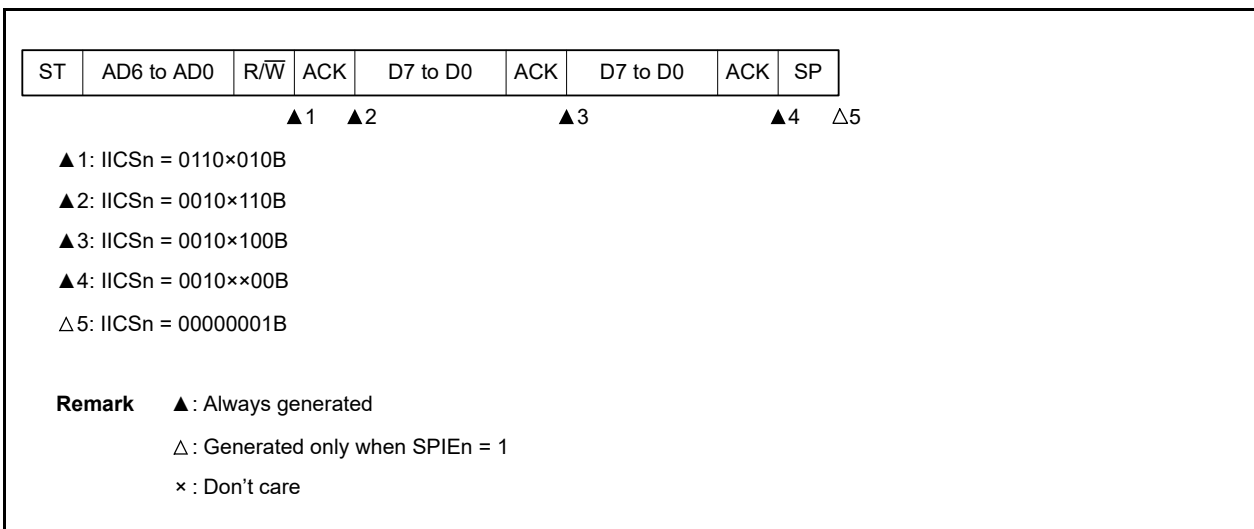 ST AD6 to AD0 R/W̅ ACK D7 to D0 ACK D7 to D0 ACK SP
▲1 ▲2 ▲3 ▲4 △5
▲1: IICSn = 0110×010B
▲2: IICSn = 0010×110B
▲3: IICSn = 0010×100B
▲4: IICSn = 0010××00B
△5: IICSn = 00000001B
Remark ▲: Always generated
△: Generated only when SPIEn = 1
×: Don’t care